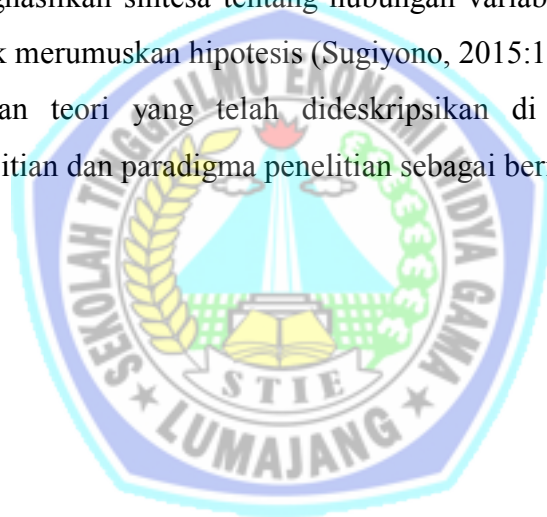 ghasilkan sintesa tentang hubungan variab
k merumuskan hipotesis (Sugiyono, 2015:1
an teori yang telah dideskripsikan di
itian dan paradigma penelitian sebagai beri
SEKOLAH TINGGI ILMU EKONOMI WIDYA GAMA
STIE
LUMAJANG